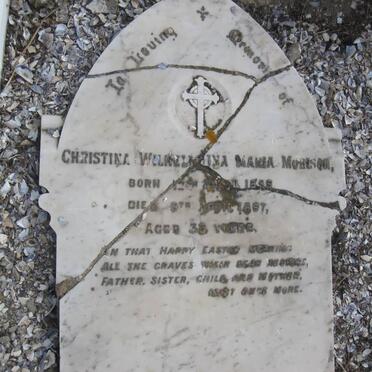 In Loving Memory of
CHRISTINA WILHELMINA MARIA MORISON,
BORN
DIED
AGED 38 YEARS.
IN THAT HAPPY EASTER MORNING
ALL THE GRAVES THEIR DEAD RESTORE,
FATHER, SISTER, CHILD, AND MOTHER,
MEET ONCE MORE.